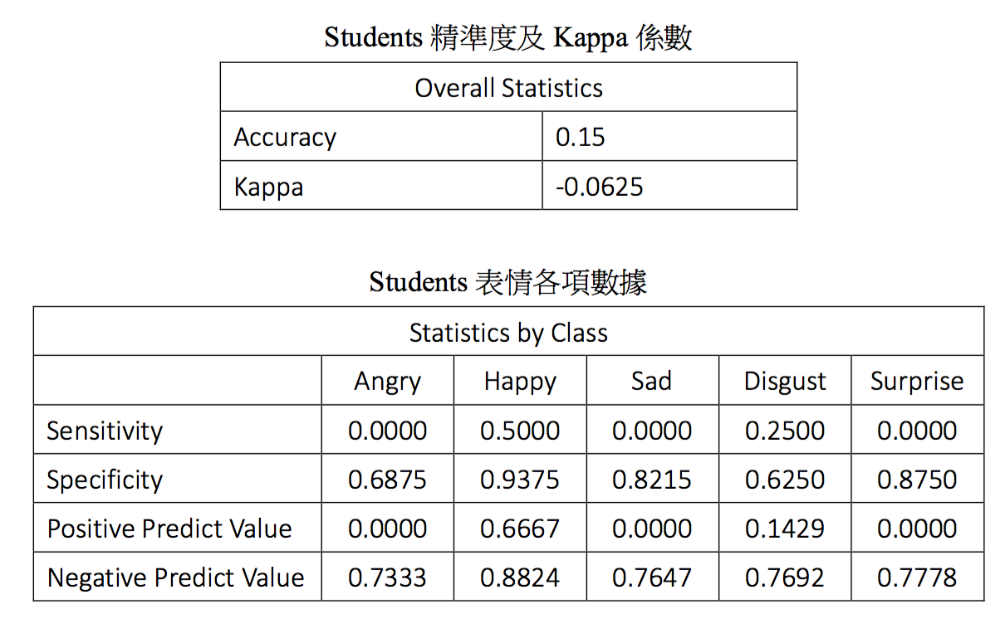 Students 精準度及 Kappa 係數
Overall Statistics
Accuracy 0.15
Kappa -0.0625
Students 表情各項數據
Statistics by Class
Angry Happy Sad Disgust Surprise
Sensitivity 0.0000 0.5000 0.0000 0.2500 0.0000
Specificity 0.6875 0.9375 0.8215 0.6250 0.8750
Positive Predict Value 0.0000 0.6667 0.0000 0.1429 0.0000
Negative Predict Value 0.7333 0.8824 0.7647 0.7692 0.7778